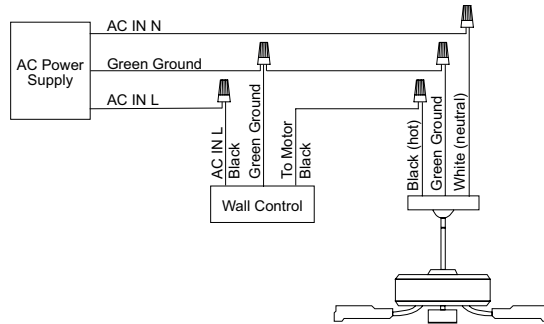 AC IN N
AC Power
Supply
Green Ground
AC IN L
AC IN L
Black
Green Ground
To Motor
Black
Black (hot)
Green Ground
White (neutral)
Wall Control